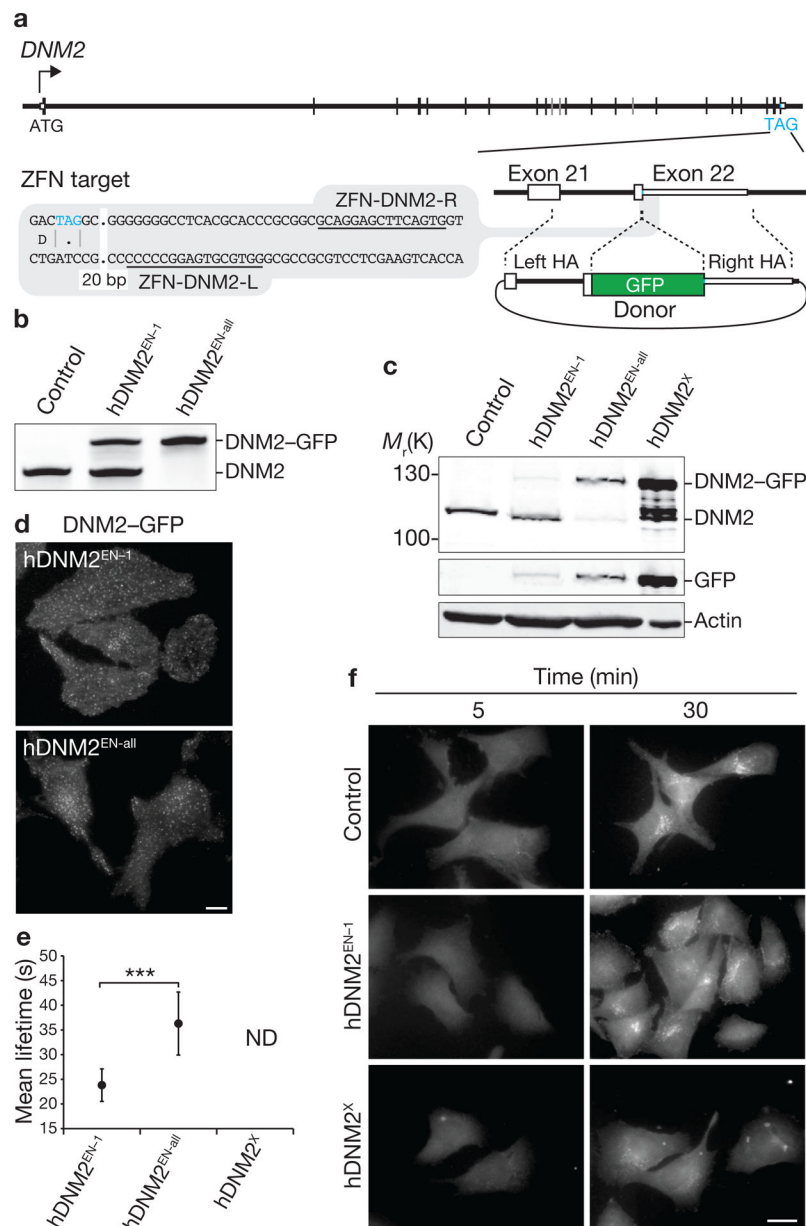 a
DNM2
ATG
TAG
ZFN target
ZFN-DNM2-R
GACTAGGC.GGGGGGGCCTCACGCACCCGCGGCGCAGGAGCTTCAGTGGT
D | . |
CTGATCCG.CCCCCCCGGAGTGCGTGGGCGCCGCGTCCTCGAAGTCACCA
20 bp
ZFN-DNM2-L
Exon 21
Exon 22
Left HA
Right HA
GFP
Donor
b
Control
hDNM2EN–1
hDNM2EN-all
DNM2–GFP
DNM2
c
Control
hDNM2EN–1
hDNM2EN-all
hDNM2X
Mr(K)
130
100
DNM2–GFP
DNM2
GFP
Actin
d
DNM2–GFP
hDNM2EN–1
hDNM2EN-all
e
Mean lifetime (s)
50
45
40
35
30
25
20
15
***
ND
hDNM2EN–1
hDNM2EN-all
hDNM2X
f
Time (min)
5
30
Control
hDNM2EN–1
hDNM2X